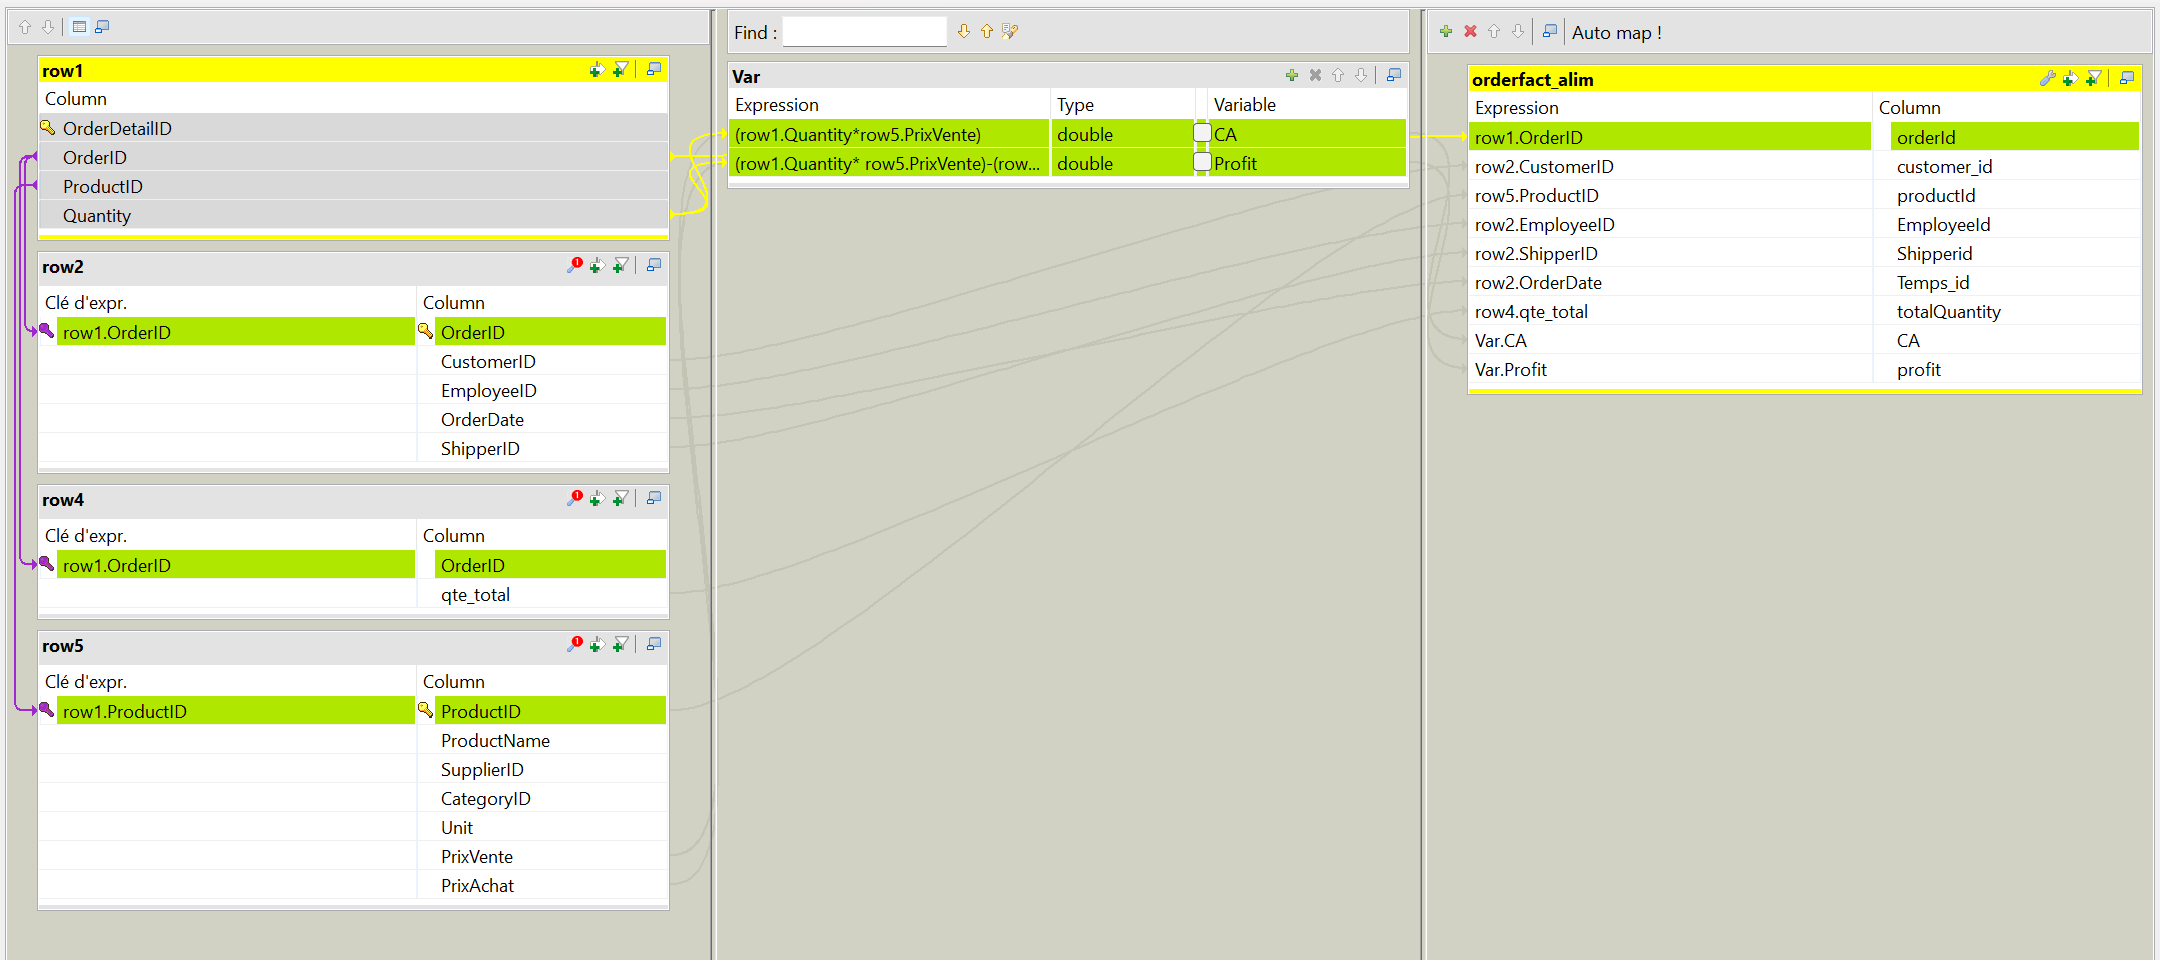 row1
Column
OrderDetailID
OrderID
ProductID
Quantity
row2
Clé d'expr. Column
row1.OrderID OrderID
CustomerID
EmployeeID
OrderDate
ShipperID
row4
Clé d'expr. Column
row1.OrderID OrderID
qte_total
row5
Clé d'expr. Column
row1.ProductID ProductID
ProductName
SupplierID
CategoryID
Unit
PrixVente
PrixAchat
Find :
Var
Expression Type Variable
(row1.Quantity*row5.PrixVente) double CA
(row1.Quantity* row5.PrixVente)-(row... double Profit
Auto map !
orderfact_alim
Expression Column
row1.OrderID orderId
row2.CustomerID customer_id
row5.ProductID productId
row2.EmployeeID EmployeeId
row2.ShipperID Shipperid
row2.OrderDate Temps_id
row4.qte_total totalQuantity
Var.CA CA
Var.Profit profit